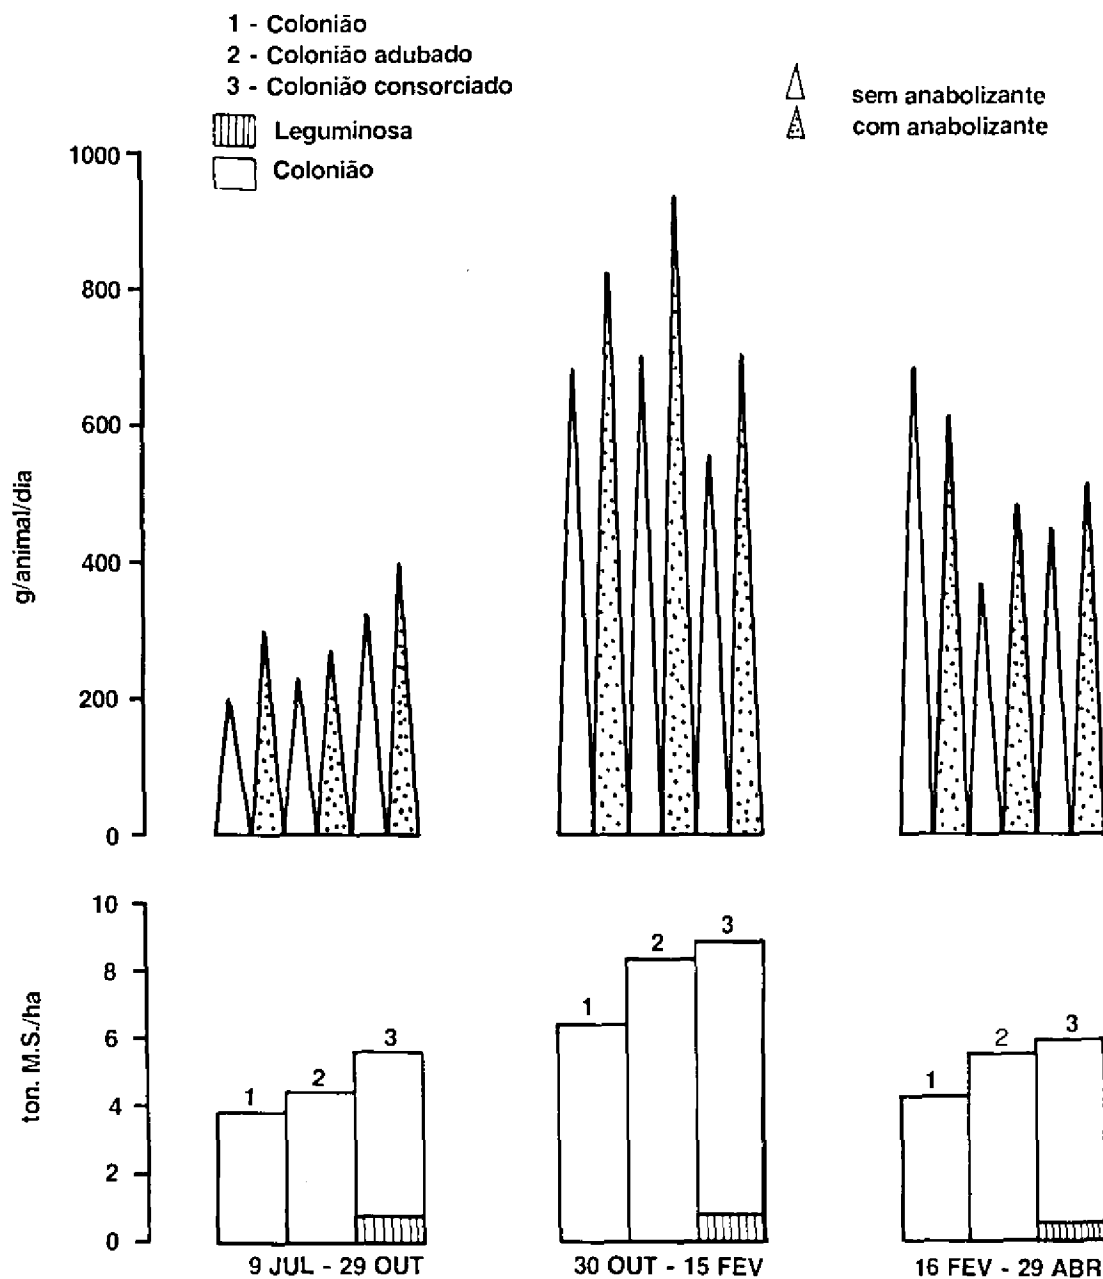 1 - Colonião
2 - Colonião adubado
3 - Colonião consorciado
Leguminosa
Colonião
sem anabolizante
com anabolizante
1000
800
600
400
200
0
g/animal/dia
10
8
6
4
2
0
ton. M.S./ha
1
2
3
1
2
3
1
2
3
9 JUL - 29 OUT
30 OUT - 15 FEV
16 FEV - 29 ABR